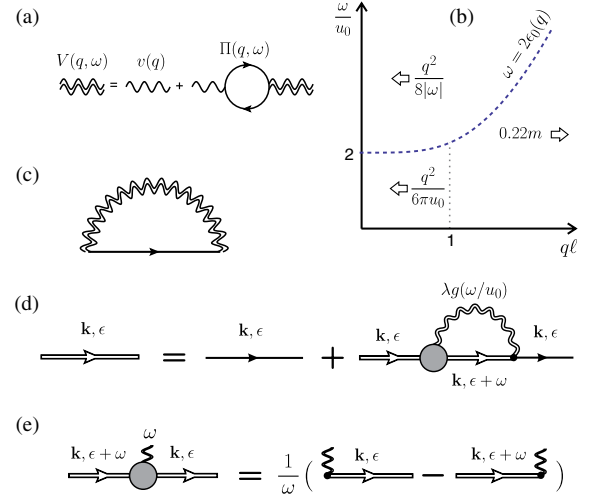 (a)
V(q, ω) = v(q) + Π(q, ω)
(b)
ω/u₀
ω = 2ϵ₀(q)
q²/8|ω|
0.22m
2
q²/6πu₀
1
qℓ
(c)
(d)
λg(ω/u₀)
k, ϵ = k, ϵ + k, ϵ k, ϵ
k, ϵ + ω
(e)
k, ϵ + ω ω k, ϵ = 1/ω ( k, ϵ − k, ϵ + ω )